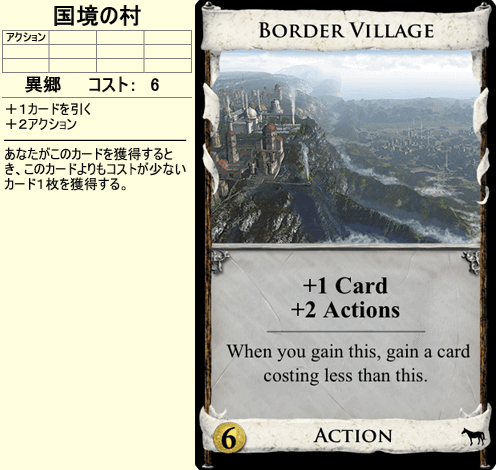 国境の村
アクション
異郷 コスト: 6
+1カードを引く
+2アクション
あなたがこのカードを獲得すると
き、このカードよりもコストが少ない
カード1枚を獲得する。
BORDER VILLAGE
+1 Card
+2 Actions
When you gain this, gain a card
costing less than this.
6
ACTION